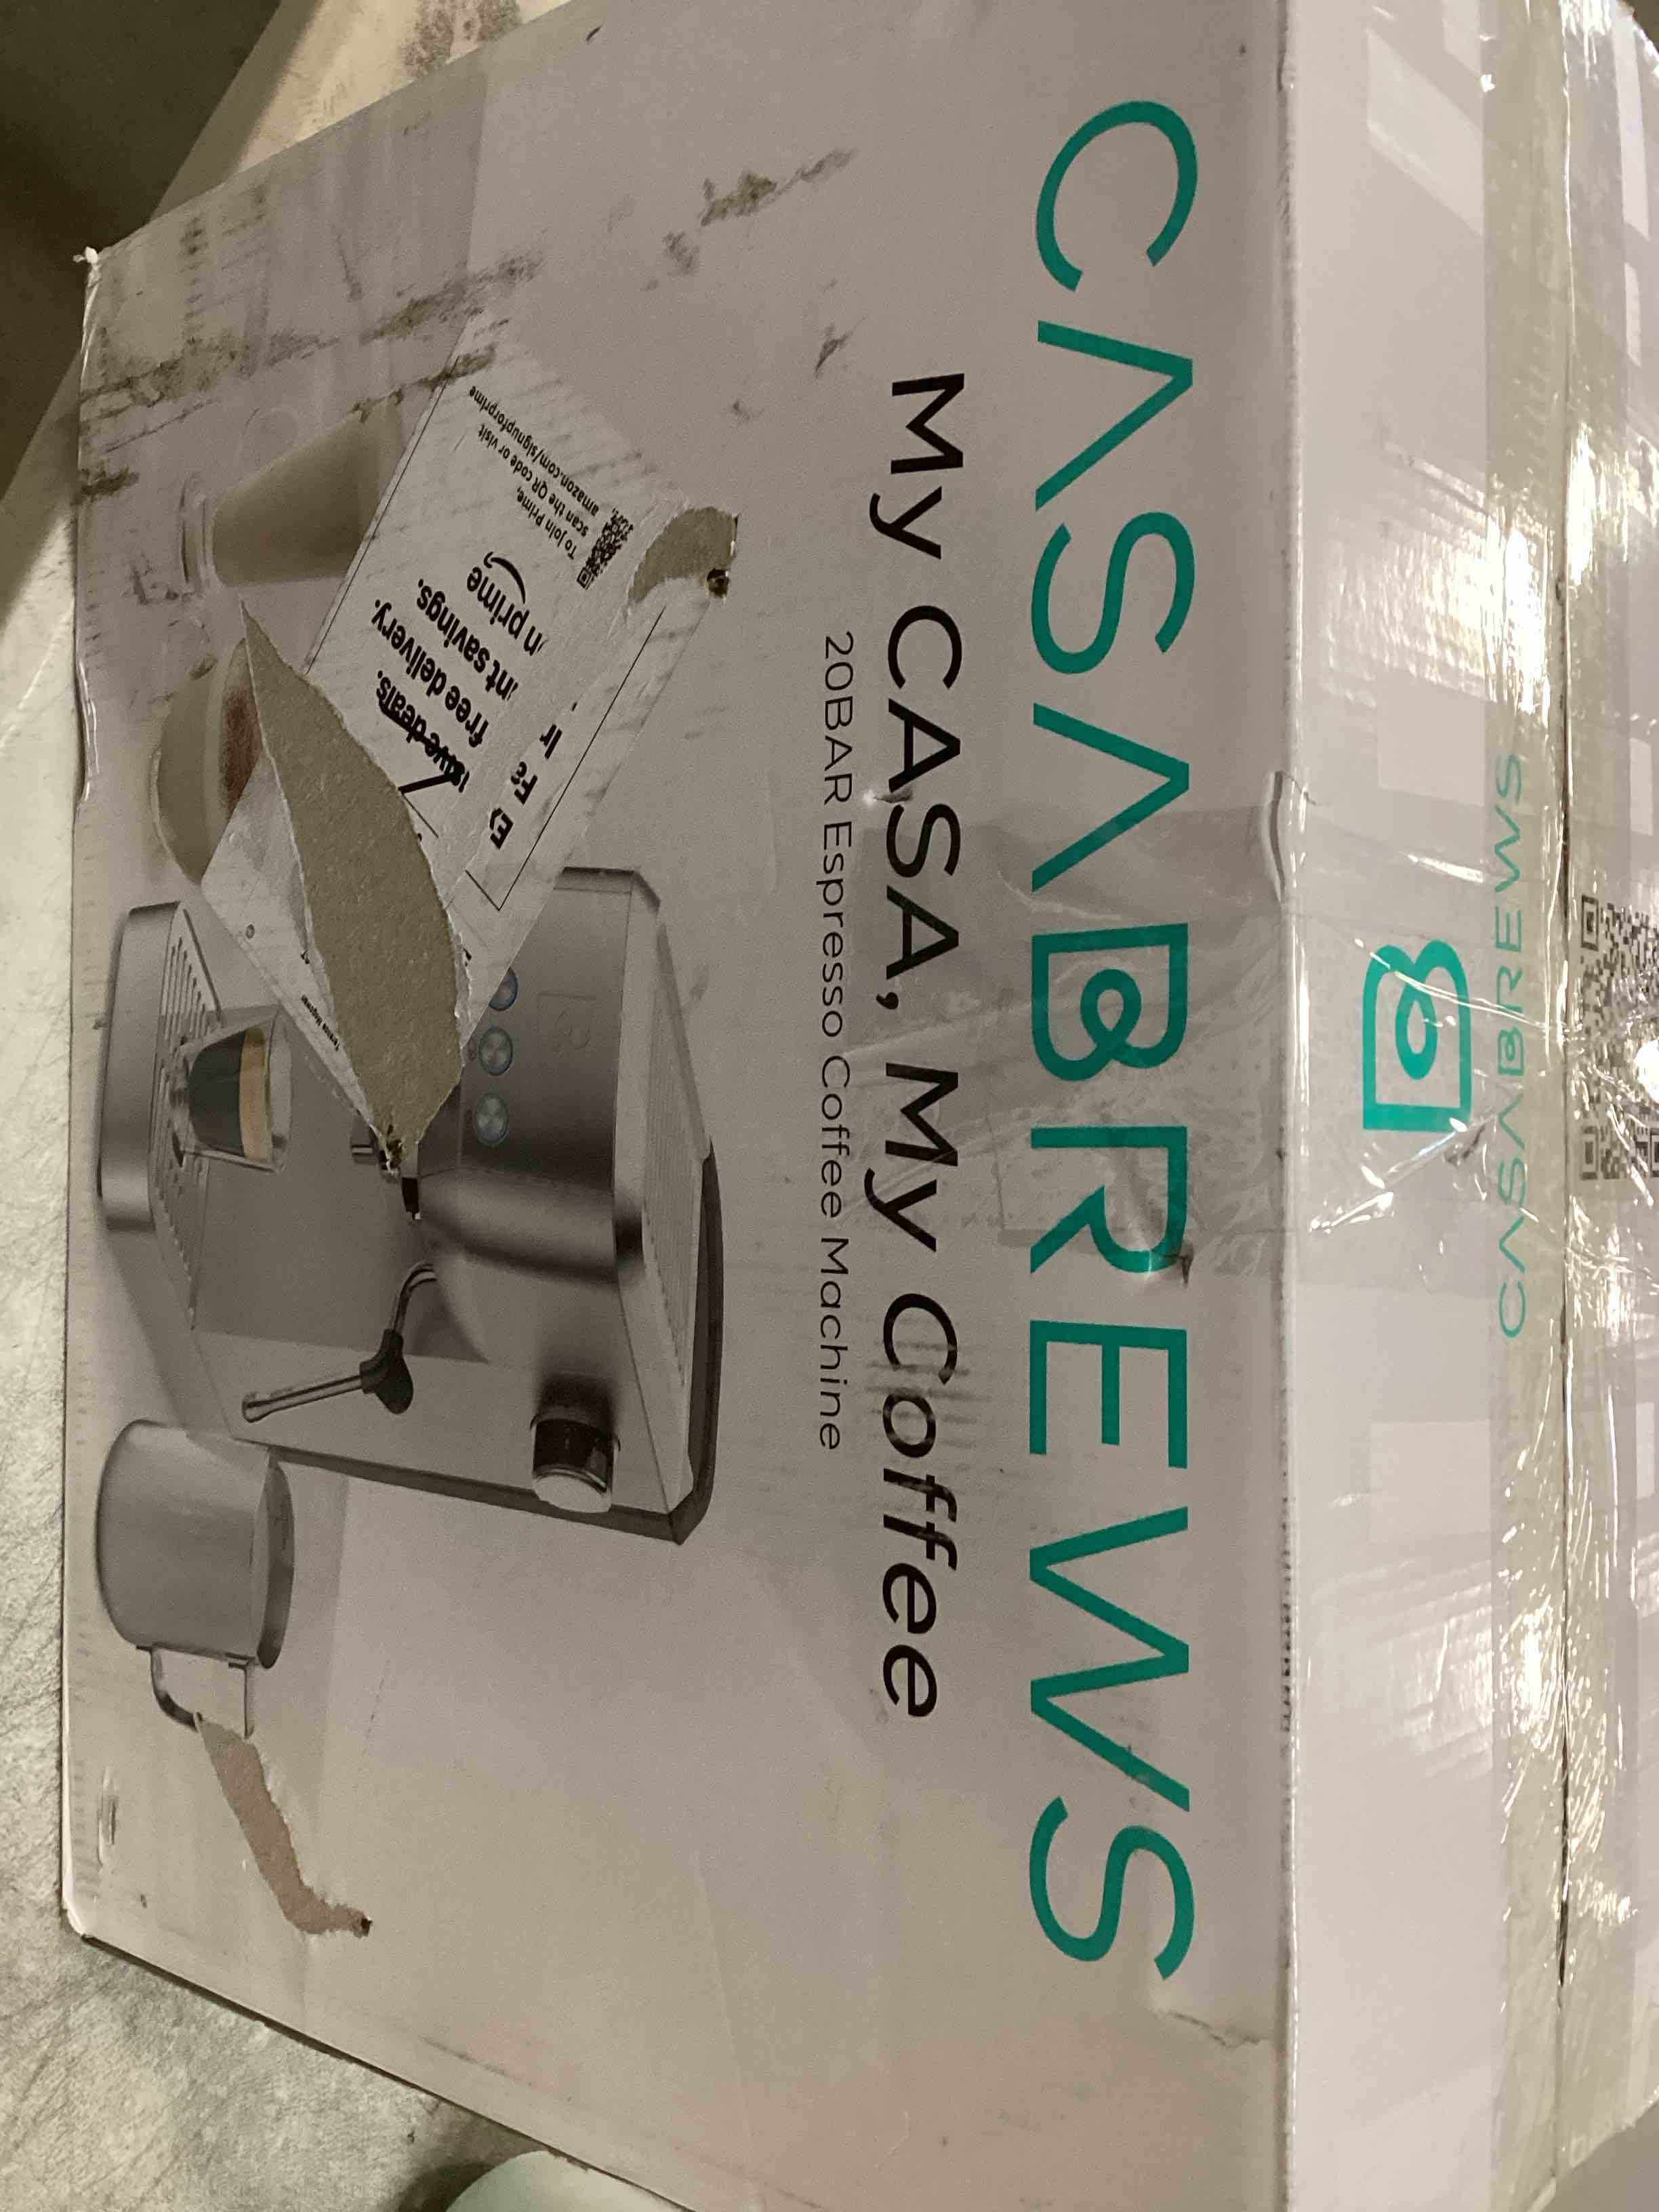 CASABREWS
My CASA, My Coffee
20BAR Espresso Coffee Machine
CASABREWS
free delivery.
savings.
prime
To join Prime,
scan the QR code or visit
amazon.com/signupforprime